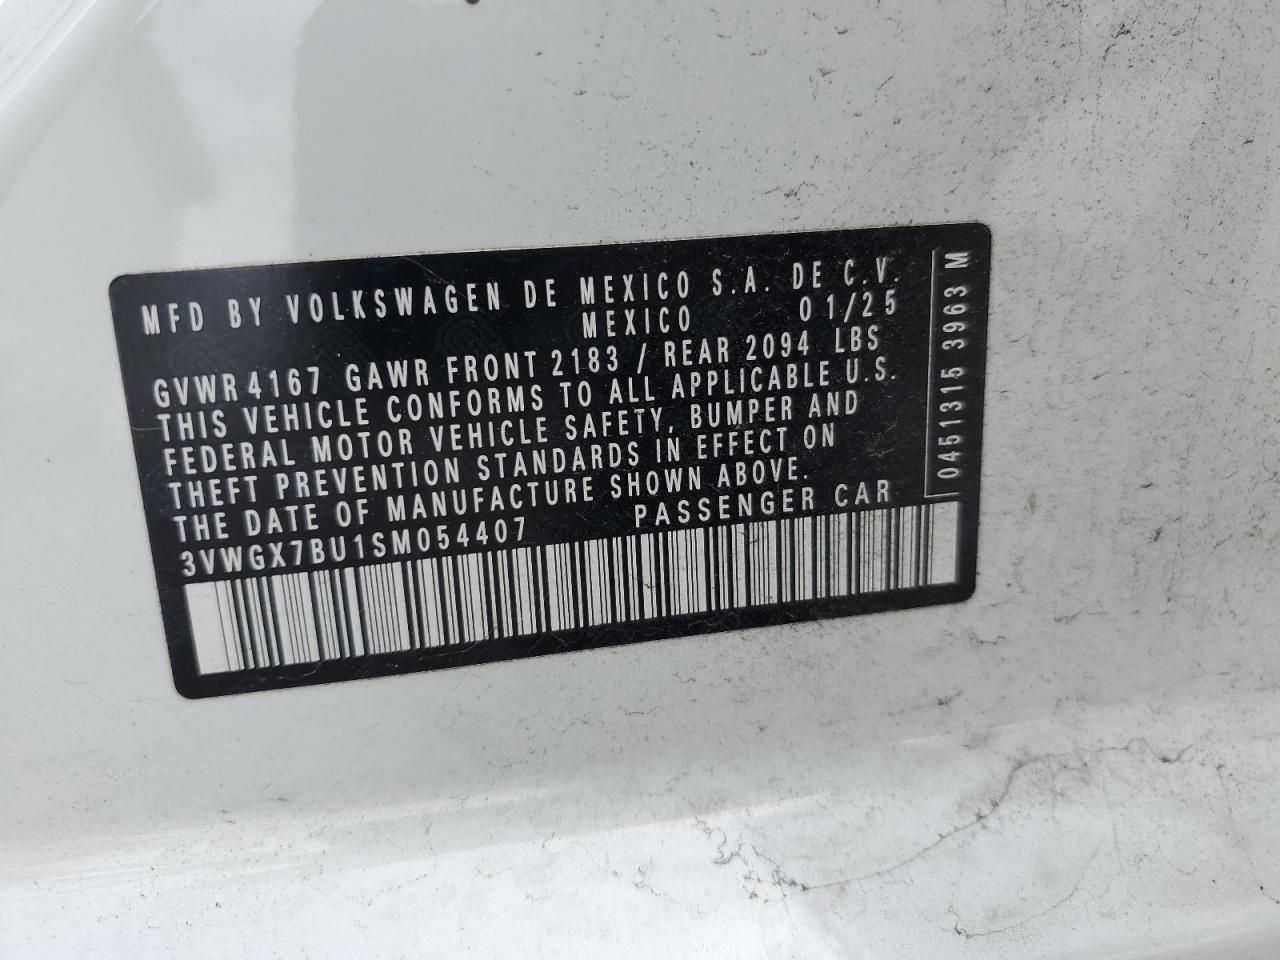 MFD BY VOLKSWAGEN DE MEXICO S.A. DE C.V.
MEXICO 01/25
GVWR 4167 GAWR FRONT 2183 / REAR 2094 LBS
THIS VEHICLE CONFORMS TO ALL APPLICABLE U.S.
FEDERAL MOTOR VEHICLE SAFETY, BUMPER AND
THEFT PREVENTION STANDARDS IN EFFECT ON
THE DATE OF MANUFACTURE SHOWN ABOVE.
3VWGX7BU1SM054407 PASSENGER CAR
04513153963 M